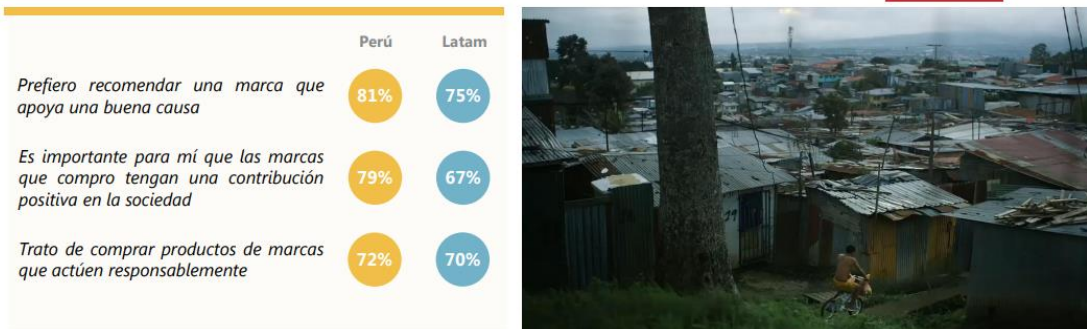 Perú Latam
Prefiero recomendar una marca que
apoya una buena causa
81% 75%
Es importante para mí que las marcas
que compro tengan una contribución
positiva en la sociedad
79% 67%
Trato de comprar productos de marcas
que actúen responsablemente
72% 70%